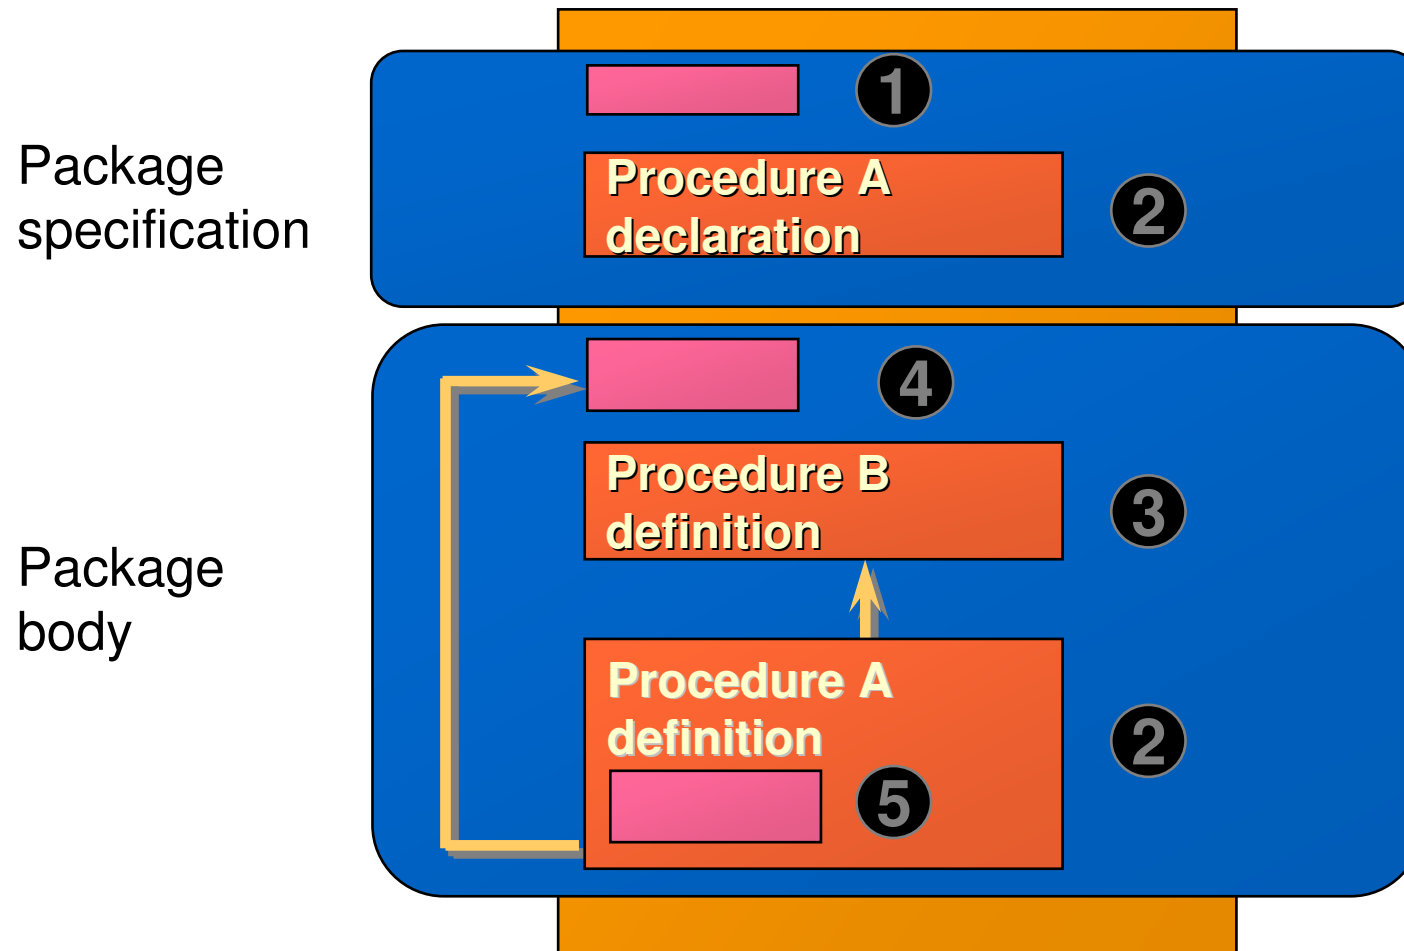 1
Procedure A
declaration
2
Package
specification
4
Procedure B
definition
3
Package
body
Procedure A
definition
2
5